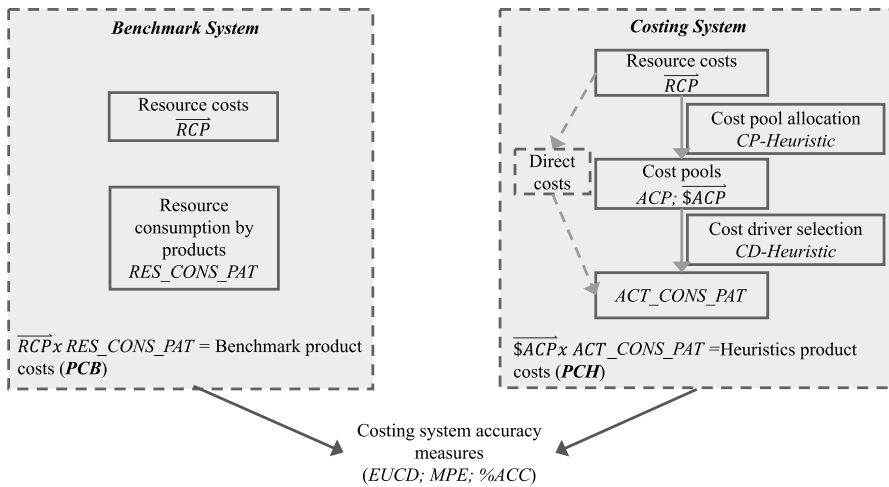 Benchmark System
Resource costs
RCP
Resource
consumption by
products
RES_CONS_PAT
RCP x RES_CONS_PAT = Benchmark product
costs (PCB)
Costing System
Resource costs
RCP
Cost pool allocation
CP-Heuristic
Direct
costs
Cost pools
ACP; $ACP
Cost driver selection
CD-Heuristic
ACT_CONS_PAT
$ACP x ACT_CONS_PAT =Heuristics product
costs (PCH)
Costing system accuracy
measures
(EUCD; MPE; %ACC)